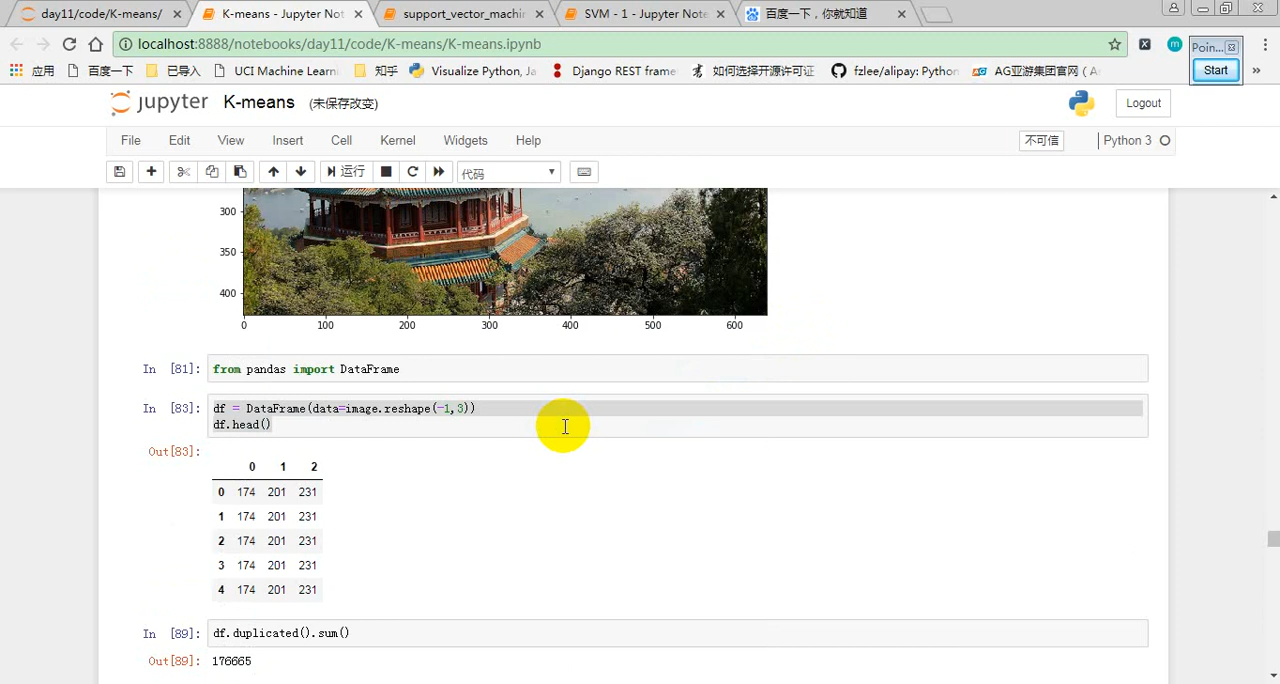 day11/code/K-means/
K-means - Jupyter Not
support_vector_machin
SVM - 1 - Jupyter Note
百度一下，你就知道
localhost:8888/notebooks/day11/code/K-means/K-means.ipynb
Poin...
Start
应用
百度一下
已导入
UCI Machine Learni
知乎
Visualize Python, Ja
Django REST frame
如何选择开源许可证
fzlee/alipay: Python
AG亚游集团官网（A
jupyter
K-means
(未保存改变)
Logout
File
Edit
View
Insert
Cell
Kernel
Widgets
Help
不可信
Python 3
运行
代码
300
350
400
0 100 200 300 400 500 600
In [81]: from pandas import DataFrame
In [83]: df = DataFrame(data=image.reshape(-1,3))
df.head()
Out[83]:
0 1 2
0 174 201 231
1 174 201 231
2 174 201 231
3 174 201 231
4 174 201 231
In [89]: df.duplicated().sum()
Out[89]: 176665